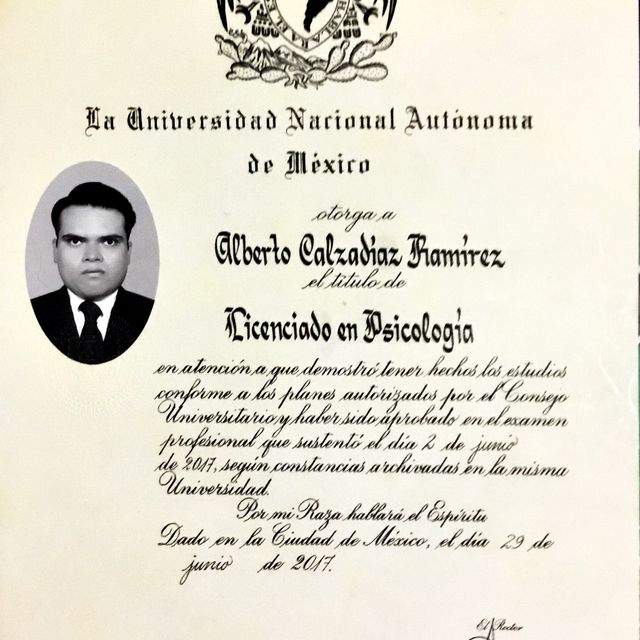 HABLARA EL E
La Universidad Nacional Autónoma
de México
otorga a
Alberto Calzadíaz Ramírez
el título de
Licenciado en Psicología
en atención a que demostró tener hechos los estudios
conforme a los planes autorizados por el Consejo
Universitario y haber sido aprobado en el examen
profesional que sustentó el día 2 de junio
de 2017, según constancias archivadas en la misma
Universidad.
Por mi Raza hablará el Espíritu
Dado en la Ciudad de México, el día 29 de
junio de 2017.
El Rector